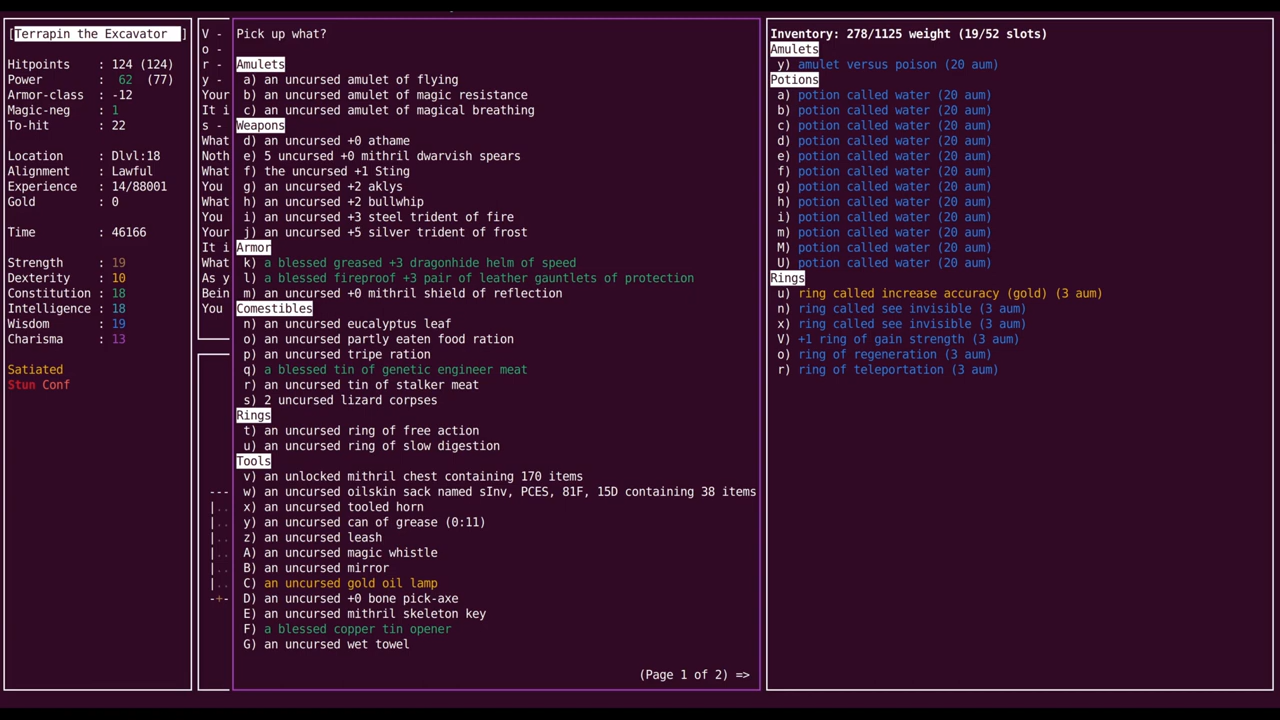 [Terrapin the Excavator ]
Hitpoints : 124 (124)
Power : 62 (77)
Armor-class : -12
Magic-neg : 1
To-hit : 22
Location : Dlvl:18
Alignment : Lawful
Experience : 14/88001
Gold : 0
Time : 46166
Strength : 19
Dexterity : 10
Constitution : 18
Intelligence : 18
Wisdom : 19
Charisma : 13
Satiated
Stun Conf
V -
o -
r -
y -
Your
It i
s -
What
Noth
What
You
What
You
Your
It i
What
As y
Bein
You
---
|..
|..
|..
|..
|..
|..
-+-
Pick up what?
Amulets
a) an uncursed amulet of flying
b) an uncursed amulet of magic resistance
c) an uncursed amulet of magical breathing
Weapons
d) an uncursed +0 athame
e) 5 uncursed +0 mithril dwarvish spears
f) the uncursed +1 Sting
g) an uncursed +2 aklys
h) an uncursed +2 bullwhip
i) an uncursed +3 steel trident of fire
j) an uncursed +5 silver trident of frost
Armor
k) a blessed greased +3 dragonhide helm of speed
l) a blessed fireproof +3 pair of leather gauntlets of protection
m) an uncursed +0 mithril shield of reflection
Comestibles
n) an uncursed eucalyptus leaf
o) an uncursed partly eaten food ration
p) an uncursed tripe ration
q) a blessed tin of genetic engineer meat
r) an uncursed tin of stalker meat
s) 2 uncursed lizard corpses
Rings
t) an uncursed ring of free action
u) an uncursed ring of slow digestion
Tools
v) an unlocked mithril chest containing 170 items
w) an uncursed oilskin sack named sInv, PCES, 81F, 15D containing 38 items
x) an uncursed tooled horn
y) an uncursed can of grease (0:11)
z) an uncursed leash
A) an uncursed magic whistle
B) an uncursed mirror
C) an uncursed gold oil lamp
D) an uncursed +0 bone pick-axe
E) an uncursed mithril skeleton key
F) a blessed copper tin opener
G) an uncursed wet towel
(Page 1 of 2) =>
Inventory: 278/1125 weight (19/52 slots)
Amulets
y) amulet versus poison (20 aum)
Potions
a) potion called water (20 aum)
b) potion called water (20 aum)
c) potion called water (20 aum)
d) potion called water (20 aum)
e) potion called water (20 aum)
f) potion called water (20 aum)
g) potion called water (20 aum)
h) potion called water (20 aum)
i) potion called water (20 aum)
m) potion called water (20 aum)
M) potion called water (20 aum)
U) potion called water (20 aum)
Rings
u) ring called increase accuracy (gold) (3 aum)
n) ring called see invisible (3 aum)
x) ring called see invisible (3 aum)
V) +1 ring of gain strength (3 aum)
o) ring of regeneration (3 aum)
r) ring of teleportation (3 aum)